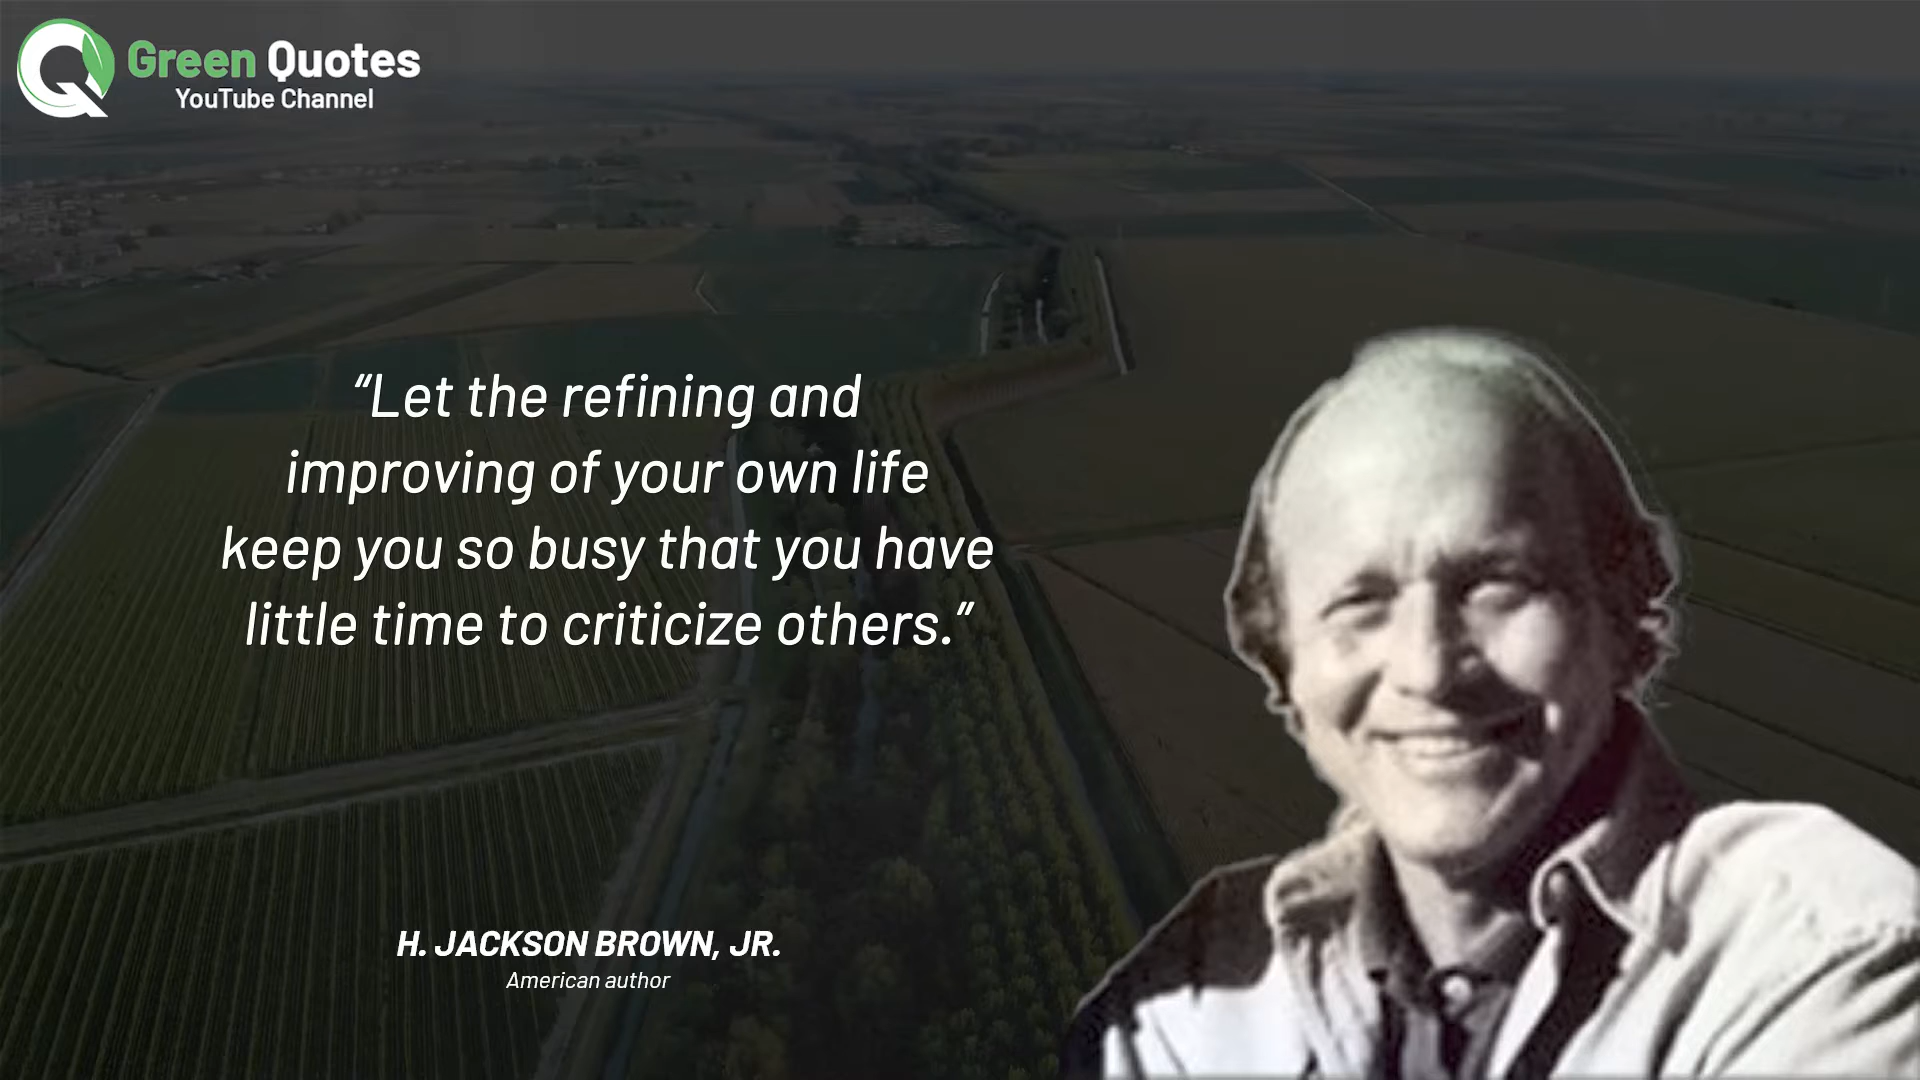 Green Quotes
YouTube Channel
“Let the refining and
improving of your own life
keep you so busy that you have
little time to criticize others.”
H. JACKSON BROWN, JR.
American author